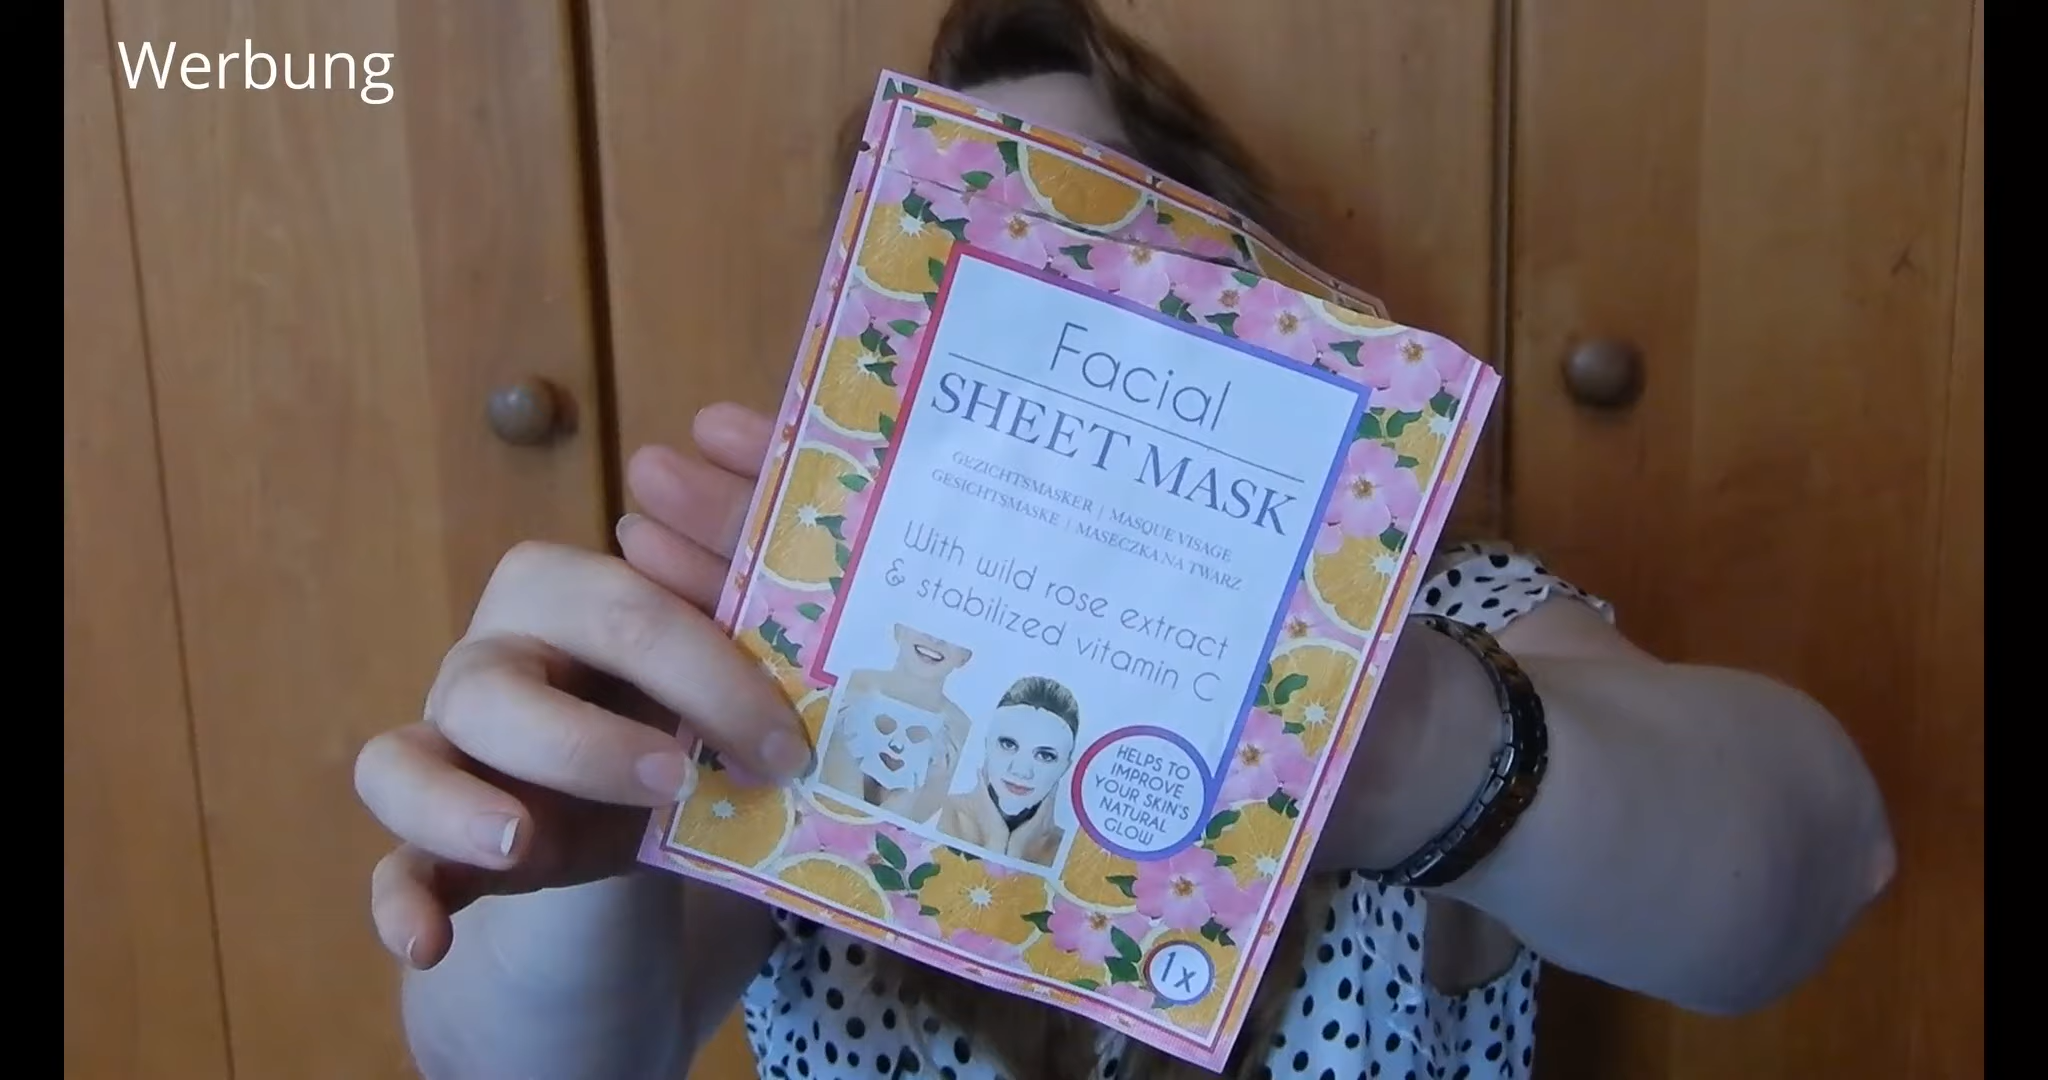 Werbung
Facial
SHEET MASK
GEZICHTSMASKER | MASQUE VISAGE
GESICHTSMASKE | MASECZKA NA TWARZ
With wild rose extract
& stabilized vitamin C
HELPS TO
IMPROVE
YOUR SKIN'S
NATURAL
GLOW
1x